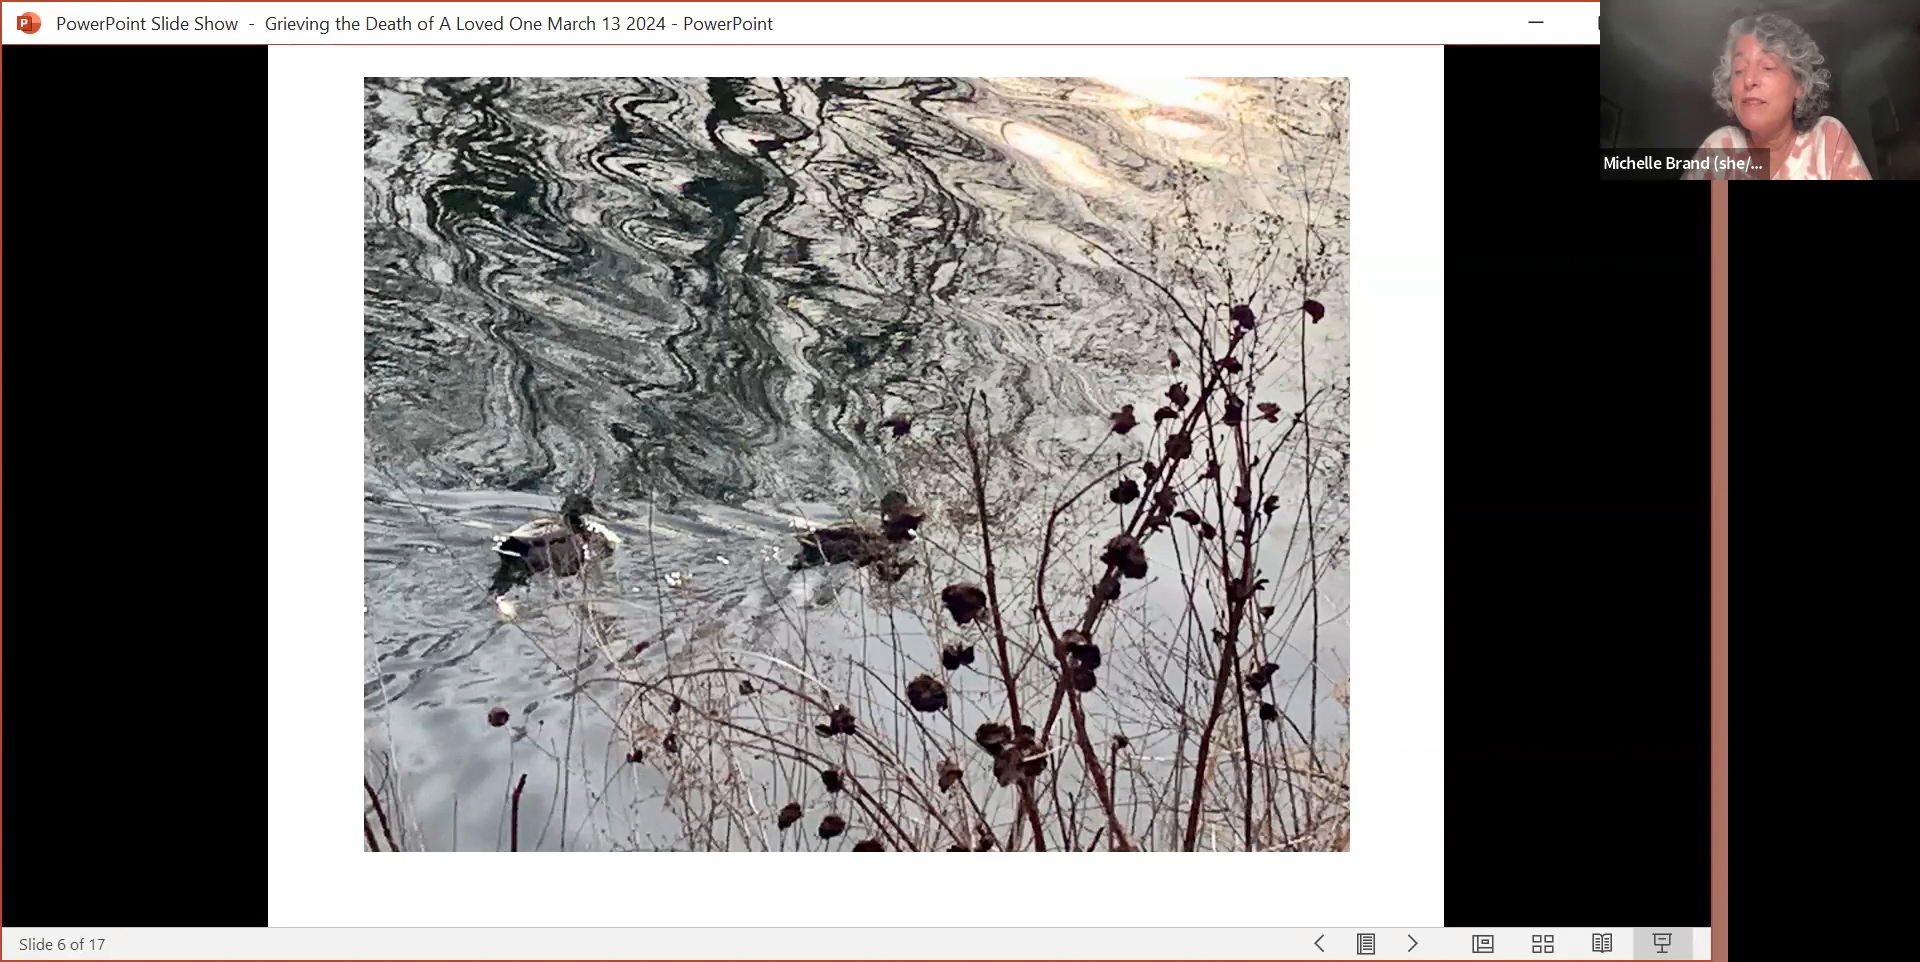 PowerPoint Slide Show - Grieving the Death of A Loved One March 13 2024 - PowerPoint
Michelle Brand (she/...
Slide 6 of 17